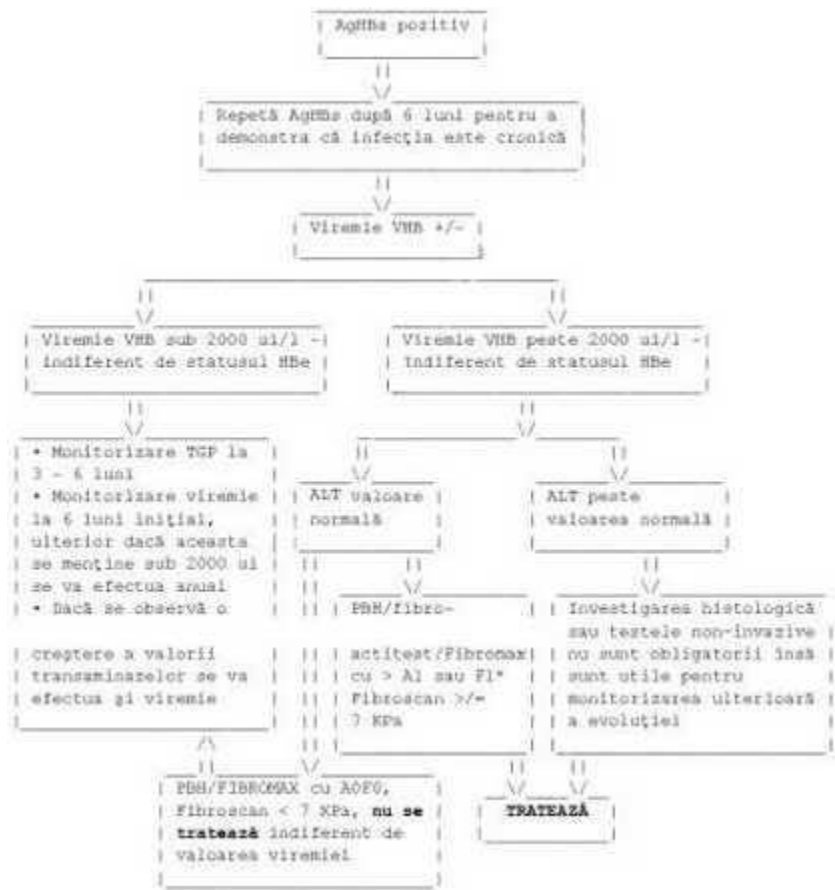 AgHBs pozitiv
Repetă AgHBs după 6 luni pentru a
demonstra că infecţia este cronică
Viremie VHB +/-
Viremie VHB sub 2000 ui/l -
indiferent de statusul HBe
Viremie VHB peste 2000 ui/l -
indiferent de statusul HBe
• Monitorizare TGP la
3 - 6 luni
• Monitorizare viremie
la 6 luni iniţial,
ulterior dacă aceasta
se menţine sub 2000 ui
se va efectua anual
• Dacă se observă o
creştere a valorii
transaminazelor se va
efectua şi viremie
ALT valoare
normală
ALT peste
valoarea normală
PBH/fibro-
actitest/Fibromax
cu > A1 sau F1*
Fibroscan >/=
7 KPa
Investigarea histologică
sau testele non-invazive
nu sunt obligatorii însă
sunt utile pentru
monitorizarea ulterioară
a evoluţiei
PBH/FIBROMAX cu A0F0,
Fibroscan < 7 KPa, nu se
tratează indiferent de
valoarea viremiei
TRATEAZĂ